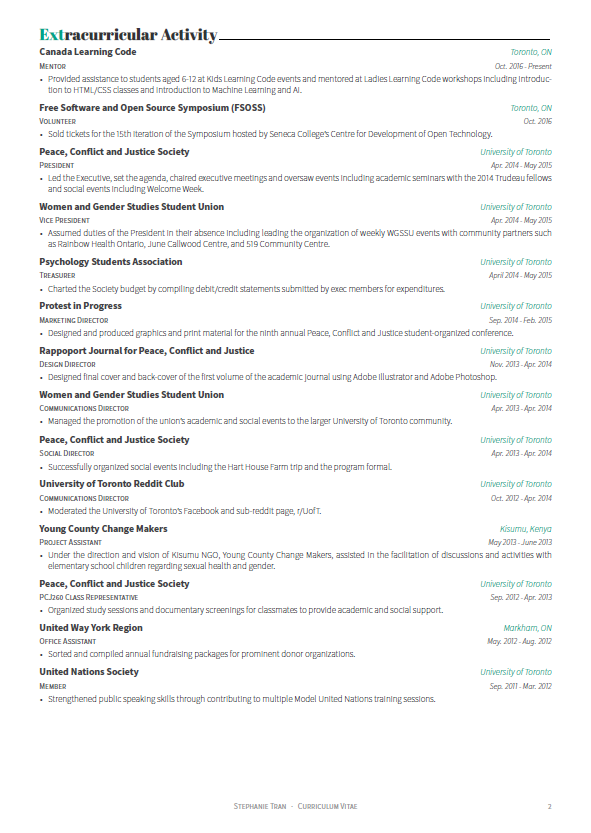 Extracurricular Activity
Canada Learning Code Toronto, ON
Mentor Oct. 2016 - Present
• Provided assistance to students aged 6-12 at Kids Learning Code events and mentored at Ladies Learning Code workshops including Introduc-
tion to HTML/CSS classes and Introduction to Machine Learning and AI.
Free Software and Open Source Symposium (FSOSS) Toronto, ON
Volunteer Oct. 2016
• Sold tickets for the 15th iteration of the Symposium hosted by Seneca College's Centre for Development of Open Technology.
Peace, Conflict and Justice Society University of Toronto
President Apr. 2014 - May 2015
• Led the Executive, set the agenda, chaired executive meetings and oversaw events including academic seminars with the 2014 Trudeau fellows
and social events including Welcome Week.
Women and Gender Studies Student Union University of Toronto
Vice President Apr. 2014 - May 2015
• Assumed duties of the President in their absence including leading the organization of weekly WGSSU events with community partners such
as Rainbow Health Ontario, June Callwood Centre, and 519 Community Centre.
Psychology Students Association University of Toronto
Treasurer April 2014 - May 2015
• Charted the Society budget by compiling debit/credit statements submitted by exec members for expenditures.
Protest in Progress University of Toronto
Marketing Director Sep. 2014 - Feb. 2015
• Designed and produced graphics and print material for the ninth annual Peace, Conflict and Justice student-organized conference.
Rappoport Journal for Peace, Conflict and Justice University of Toronto
Design Director Nov. 2013 - Apr. 2014
• Designed final cover and back-cover of the first volume of the academic journal using Adobe Illustrator and Adobe Photoshop.
Women and Gender Studies Student Union University of Toronto
Communications Director Apr. 2013 - Apr. 2014
• Managed the promotion of the union's academic and social events to the larger University of Toronto community.
Peace, Conflict and Justice Society University of Toronto
Social Director Apr. 2013 - Apr. 2014
• Successfully organized social events including the Hart House Farm trip and the program formal.
University of Toronto Reddit Club University of Toronto
Communications Director Oct. 2012 - Apr. 2014
• Moderated the University of Toronto's Facebook and sub-reddit page, r/UofT.
Young County Change Makers Kisumu, Kenya
Project Assistant May 2013 - June 2013
• Under the direction and vision of Kisumu NGO, Young County Change Makers, assisted in the facilitation of discussions and activities with
elementary school children regarding sexual health and gender.
Peace, Conflict and Justice Society University of Toronto
PCJ260 Class Representative Sep. 2012 - Apr. 2013
• Organized study sessions and documentary screenings for classmates to provide academic and social support.
United Way York Region Markham, ON
Office Assistant May. 2012 - Aug. 2012
• Sorted and compiled annual fundraising packages for prominent donor organizations.
United Nations Society University of Toronto
Member Sep. 2011 - Mar. 2012
• Strengthened public speaking skills through contributing to multiple Model United Nations training sessions.
Stephanie Tran · Curriculum Vitae 2